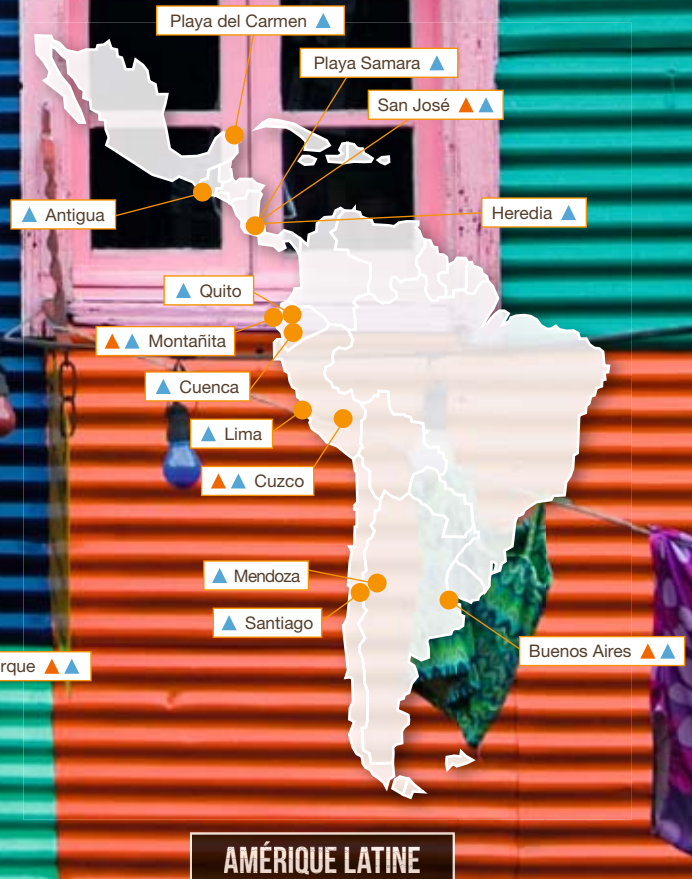 Playa del Carmen
Playa Samara
San José
Antigua
Heredia
Quito
Montañita
Cuenca
Lima
Cuzco
Mendoza
Santiago
Buenos Aires
rque
AMÉRIQUE LATINE